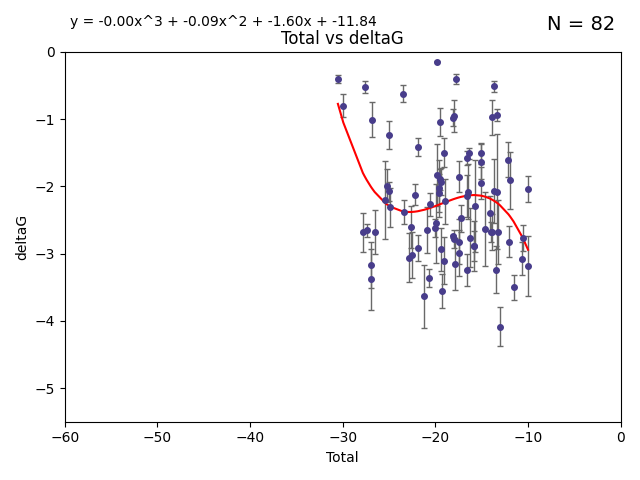 y = -0.00x^3 + -0.09x^2 + -1.60x + -11.84
N = 82
Total vs deltaG
0
−1
−2
−3
−4
−5
deltaG
−60 −50 −40 −30 −20 −10 0
Total